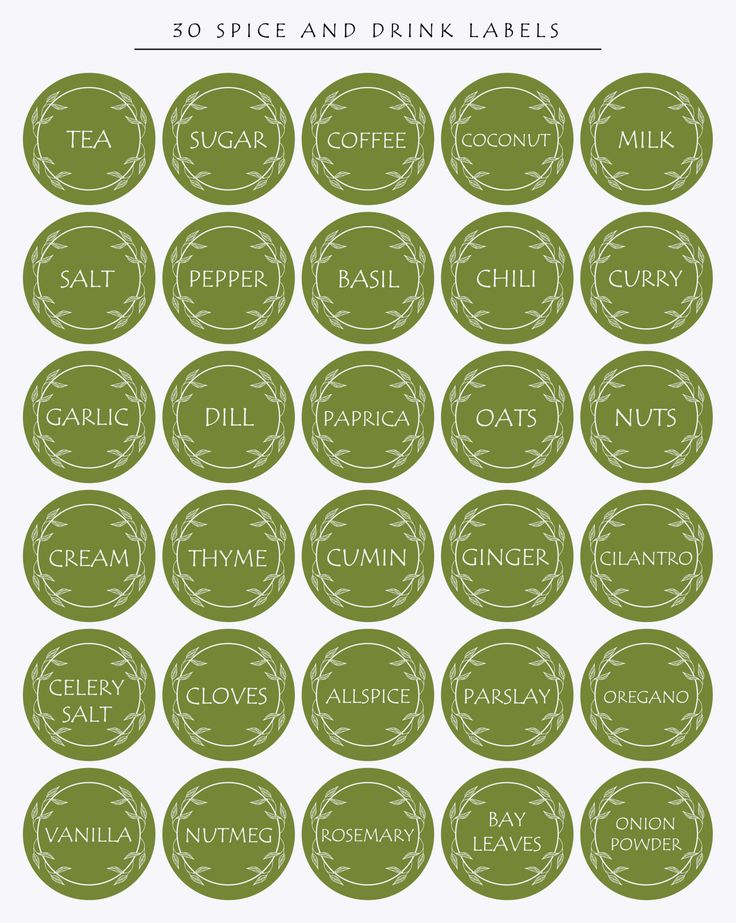 30 SPICE AND DRINK LABELS
TEA
SUGAR
COFFEE
COCONUT
MILK
SALT
PEPPER
BASIL
CHILI
CURRY
GARLIC
DILL
PAPRICA
OATS
NUTS
CREAM
THYME
CUMIN
GINGER
CILANTRO
CELERY
SALT
CLOVES
ALLSPICE
PARSLAY
OREGANO
VANILLA
NUTMEG
ROSEMARY
BAY
LEAVES
ONION
POWDER